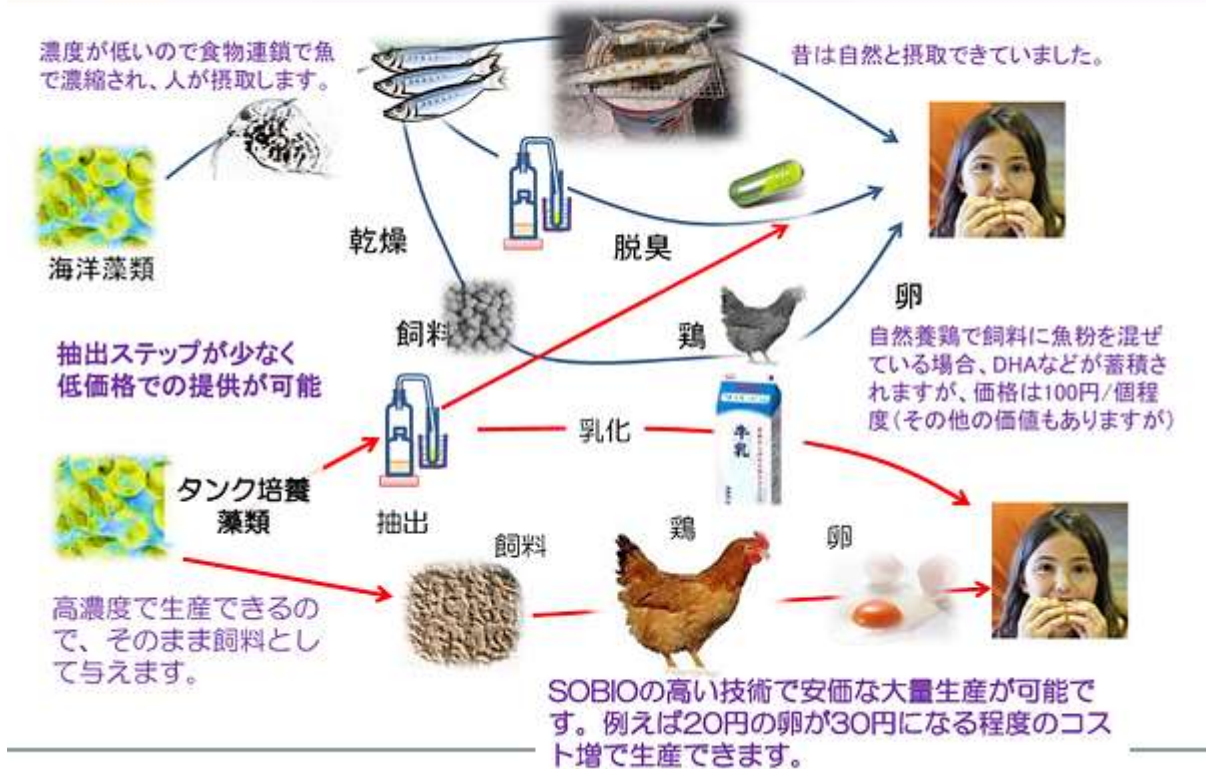 濃度が低いので食物連鎖で魚
で濃縮され、人が摂取します。
昔は自然と摂取できていました。
海洋藻類
乾燥
脱臭
飼料
鶏
卵
自然養鶏で飼料に魚粉を混ぜ
ている場合、DHAなどが蓄積さ
れますが、価格は100円/個程
度(その他の価値もありますが)
抽出ステップが少なく
低価格での提供が可能
乳化
牛乳
タンク培養
藻類
抽出
飼料
鶏
卵
高濃度で生産できるの
で、そのまま飼料とし
て与えます。
SOBIOの高い技術で安価な大量生産が可能で
す。例えば20円の卵が30円になる程度のコス
ト増で生産できます。